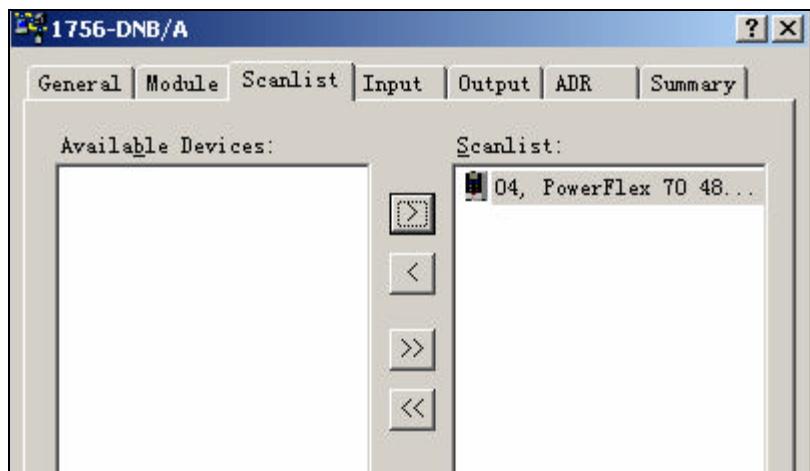 1756-DNB/A
? ×
General Module Scanlist Input Output ADR Summary
Available Devices:
Scanlist:
04, PowerFlex 70 48...
>
<
>>
<<